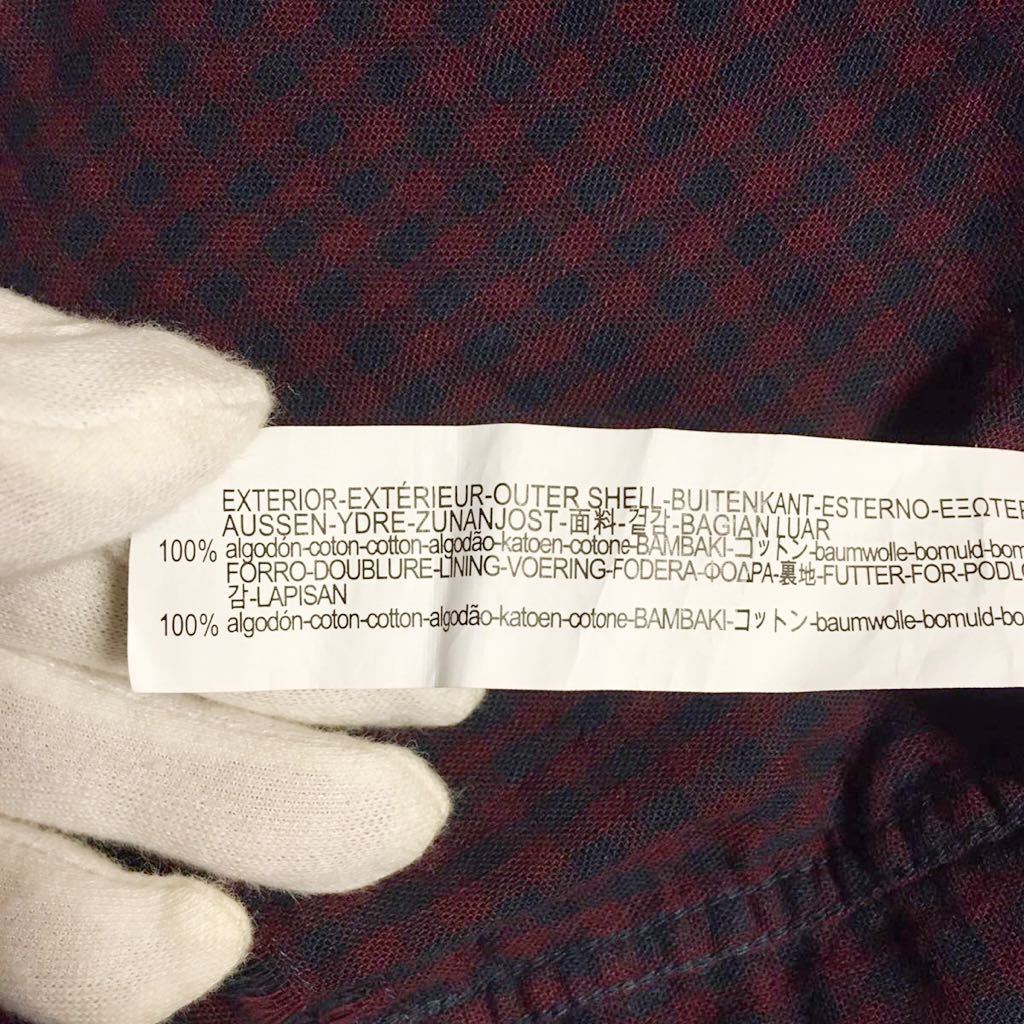 EXTERIOR-EXTÉRIEUR-OUTER SHELL-BUITENKANT-ESTERNO-ΕΞΩΤΕΡ
AUSSEN-YDRE-ZUNANJOST-面料-겉감-BAGIAN LUAR
100% algodón-coton-cotton-algodão-katoen-cotone-BAMBAKI-コットン-baumwolle-bomuld-bom
FORRO-DOUBLURE-LINING-VOERING-FODERA-ΦΟΔΡΑ-裏地-FUTTER-FOR-PODLO
감-LAPISAN
100% algodón-coton-cotton-algodão-katoen-cotone-BAMBAKI-コットン-baumwolle-bomuld-bo